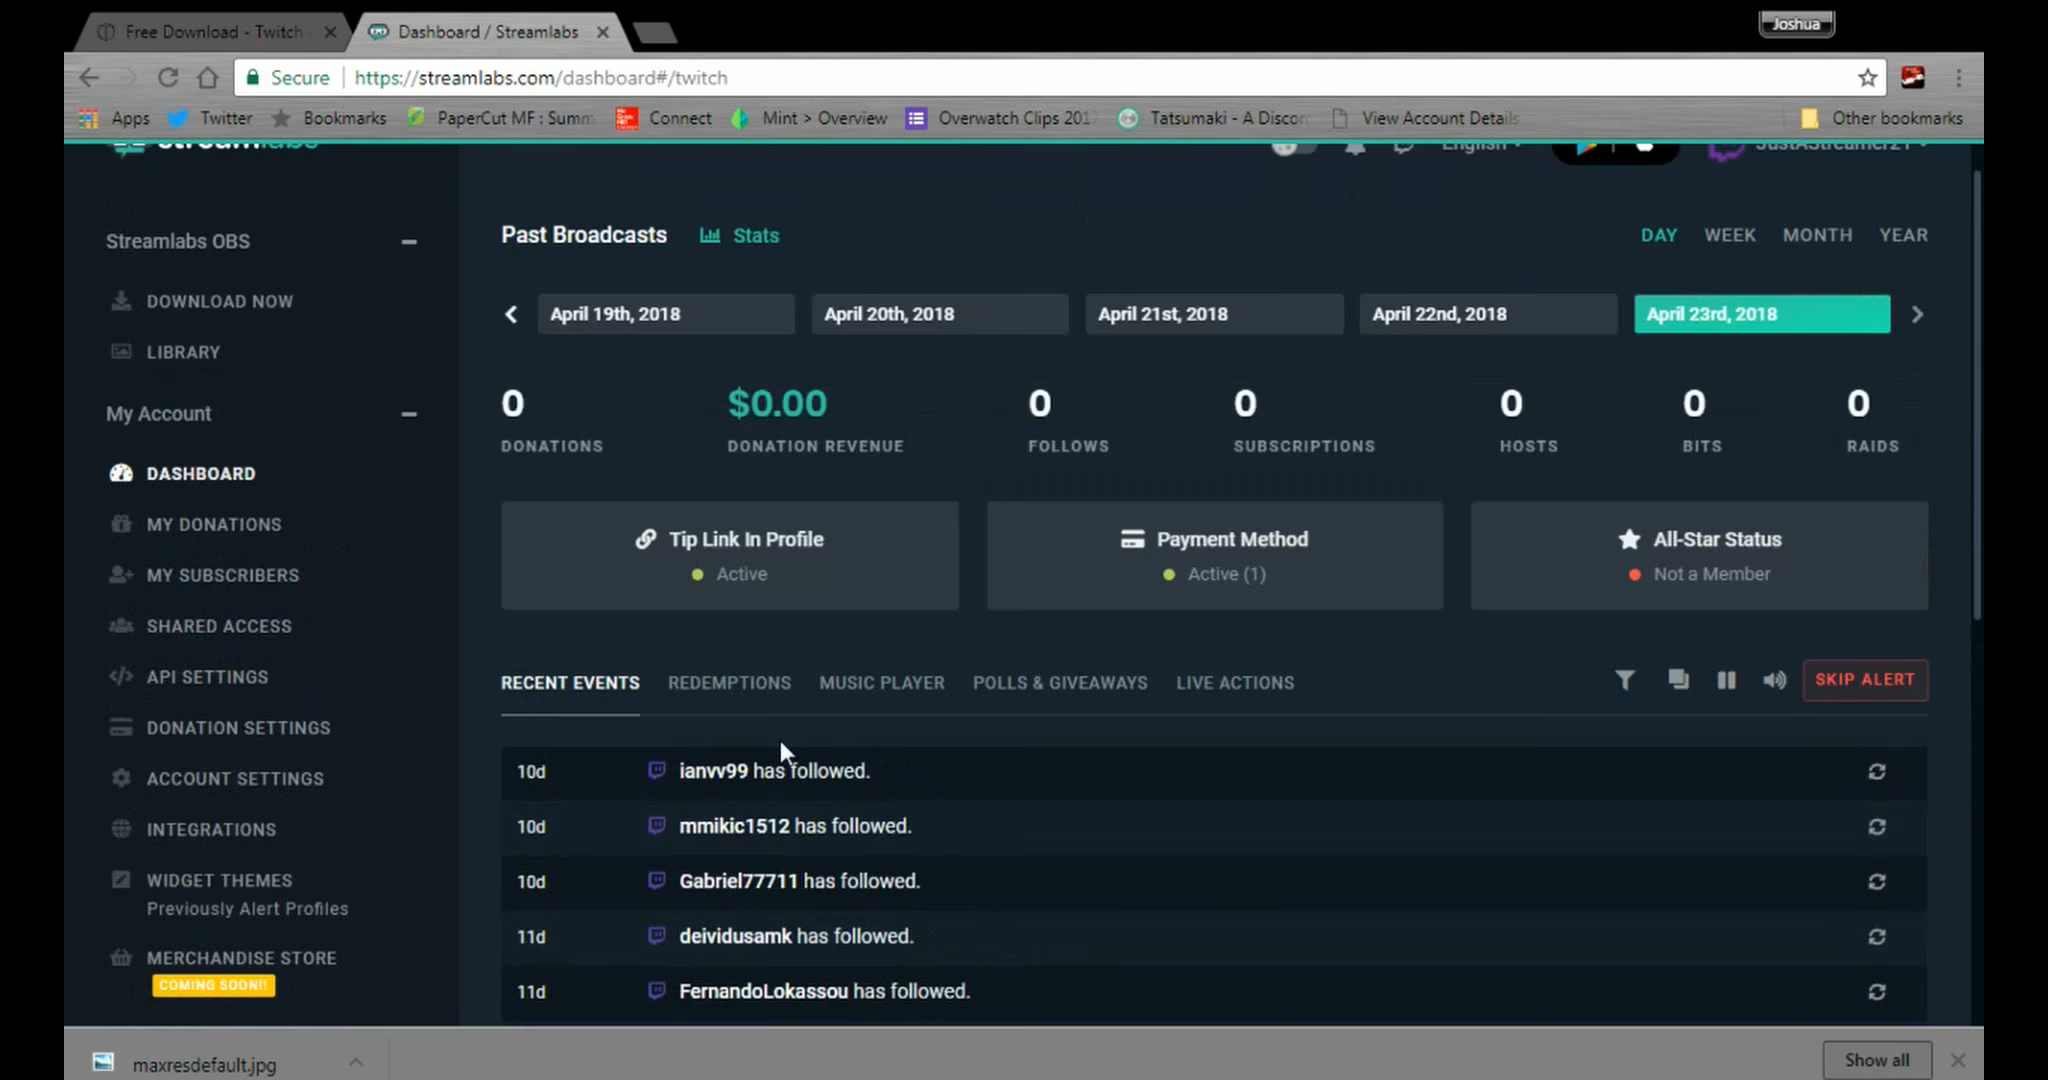 Joshua
Free Download - Twitch
Dashboard / Streamlabs
Secure
https://streamlabs.com/dashboard#/twitch
Apps
Twitter
Bookmarks
PaperCut MF : Summ
Connect
Mint > Overview
Overwatch Clips 201
Tatsumaki - A Discor
View Account Details
Other bookmarks
streamlabs
English
JustAStreamer21
Streamlabs OBS
DOWNLOAD NOW
LIBRARY
My Account
DASHBOARD
MY DONATIONS
MY SUBSCRIBERS
SHARED ACCESS
API SETTINGS
DONATION SETTINGS
ACCOUNT SETTINGS
INTEGRATIONS
WIDGET THEMES
Previously Alert Profiles
MERCHANDISE STORE
COMING SOON!!
Past Broadcasts
Stats
DAY WEEK MONTH YEAR
April 19th, 2018
April 20th, 2018
April 21st, 2018
April 22nd, 2018
April 23rd, 2018
0 $0.00 0 0 0 0 0
DONATIONS DONATION REVENUE FOLLOWS SUBSCRIPTIONS HOSTS BITS RAIDS
Tip Link In Profile
Active
Payment Method
Active (1)
All-Star Status
Not a Member
RECENT EVENTS REDEMPTIONS MUSIC PLAYER POLLS & GIVEAWAYS LIVE ACTIONS
SKIP ALERT
10d ianvv99 has followed.
10d mmikic1512 has followed.
10d Gabriel77711 has followed.
11d deividusamk has followed.
11d FernandoLokassou has followed.
maxresdefault.jpg
Show all